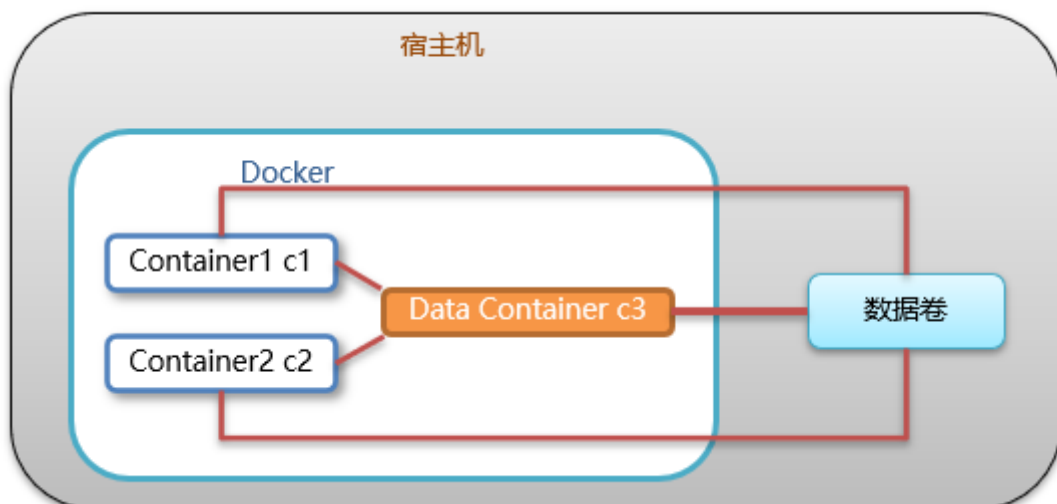 宿主机
Docker
Container1 c1
Data Container c3
数据卷
Container2 c2